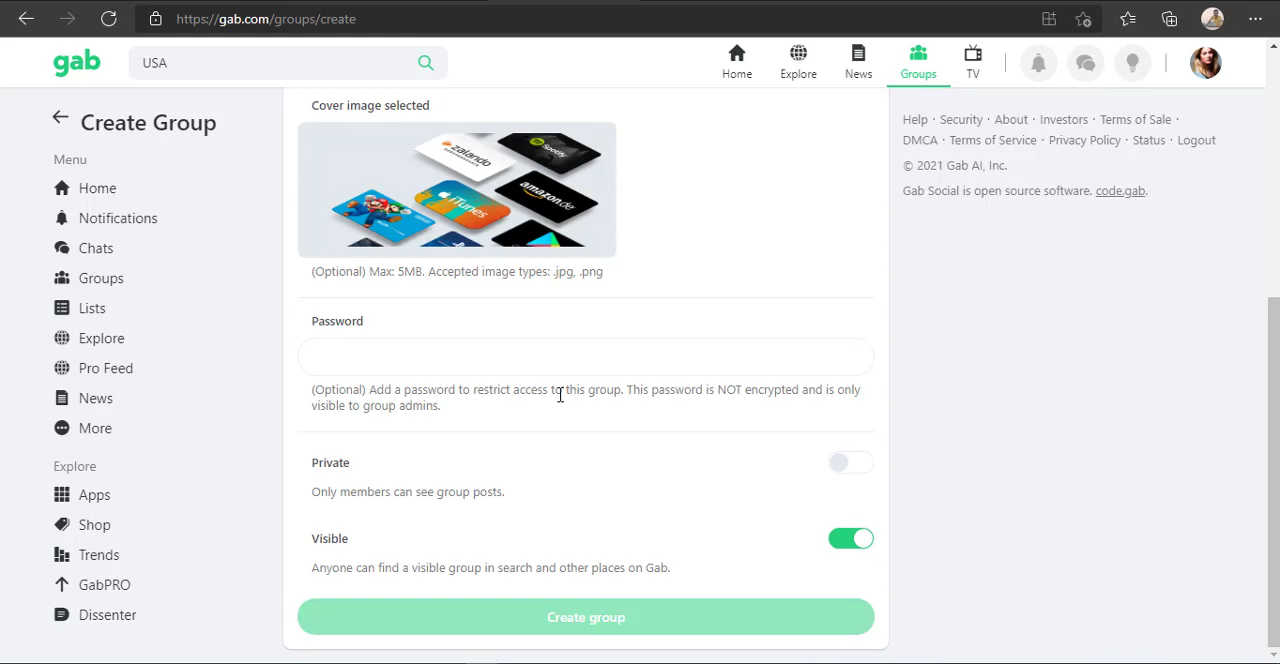 https://gab.com/groups/create
gab
USA
Home
Explore
News
Groups
TV
Create Group
Menu
Home
Notifications
Chats
Groups
Lists
Explore
Pro Feed
News
More
Explore
Apps
Shop
Trends
GabPRO
Dissenter
Cover image selected
zalando
Spotify
iTunes
amazon.de
(Optional) Max: 5MB. Accepted image types: .jpg, .png
Password
(Optional) Add a password to restrict access to this group. This password is NOT encrypted and is only
visible to group admins.
Private
Only members can see group posts.
Visible
Anyone can find a visible group in search and other places on Gab.
Create group
Help · Security · About · Investors · Terms of Sale ·
DMCA · Terms of Service · Privacy Policy · Status · Logout
© 2021 Gab AI, Inc.
Gab Social is open source software. code.gab.